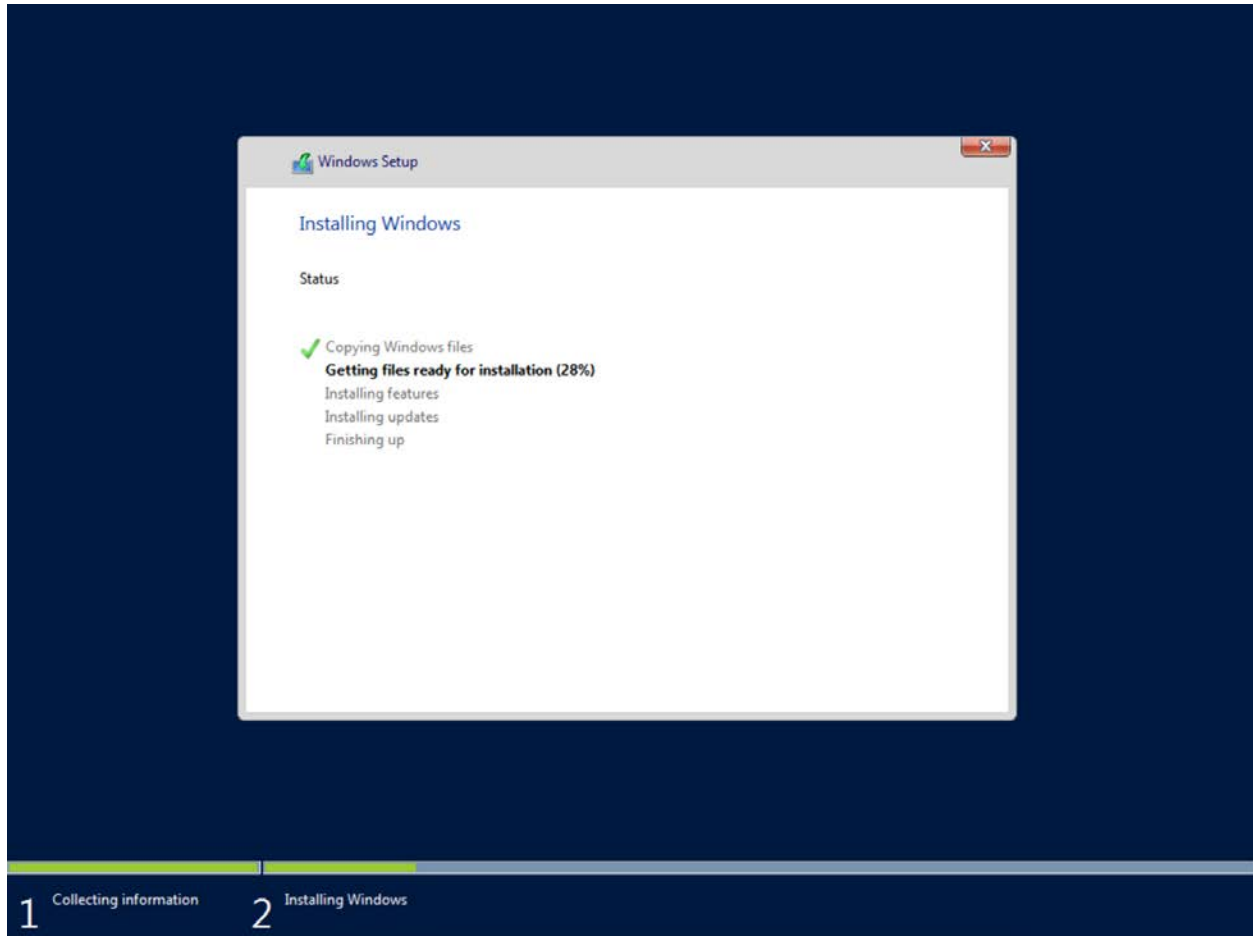 Windows Setup
Installing Windows
Status
Copying Windows files
Getting files ready for installation (28%)
Installing features
Installing updates
Finishing up
1 Collecting information 2 Installing Windows